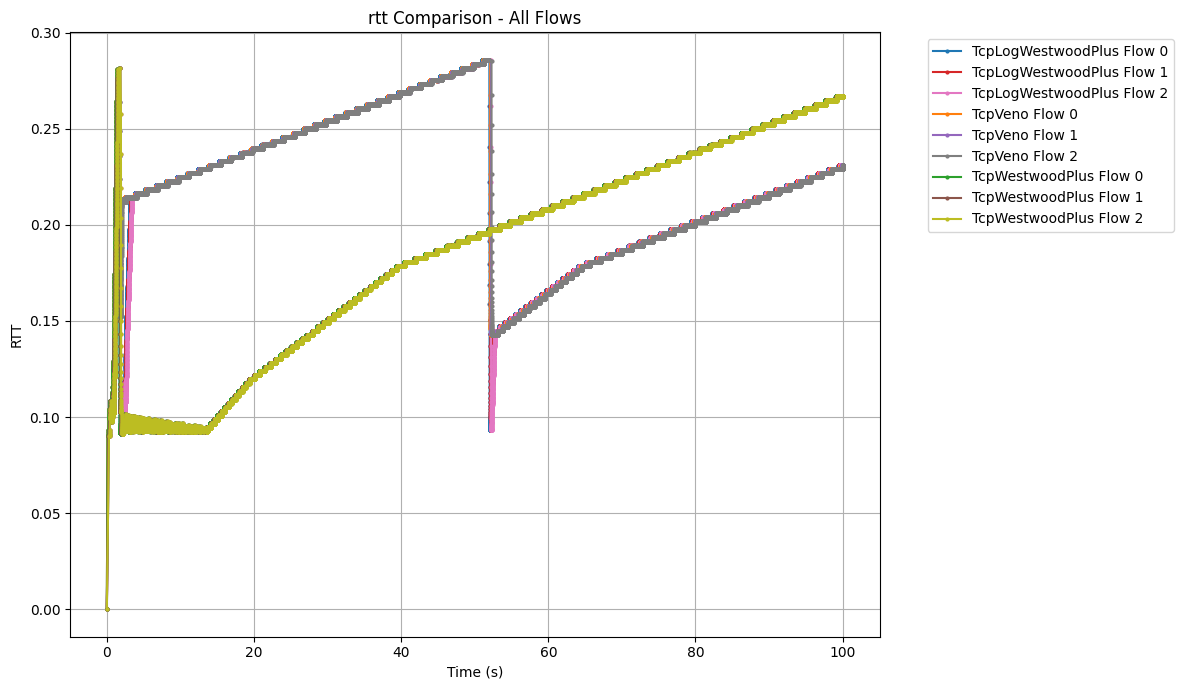 rtt Comparison - All Flows
0.30
0.25
0.20
0.15
0.10
0.05
0.00
RTT
0
20
40
60
80
100
Time (s)
TcpLogWestwoodPlus Flow 0
TcpLogWestwoodPlus Flow 1
TcpLogWestwoodPlus Flow 2
TcpVeno Flow 0
TcpVeno Flow 1
TcpVeno Flow 2
TcpWestwoodPlus Flow 0
TcpWestwoodPlus Flow 1
TcpWestwoodPlus Flow 2